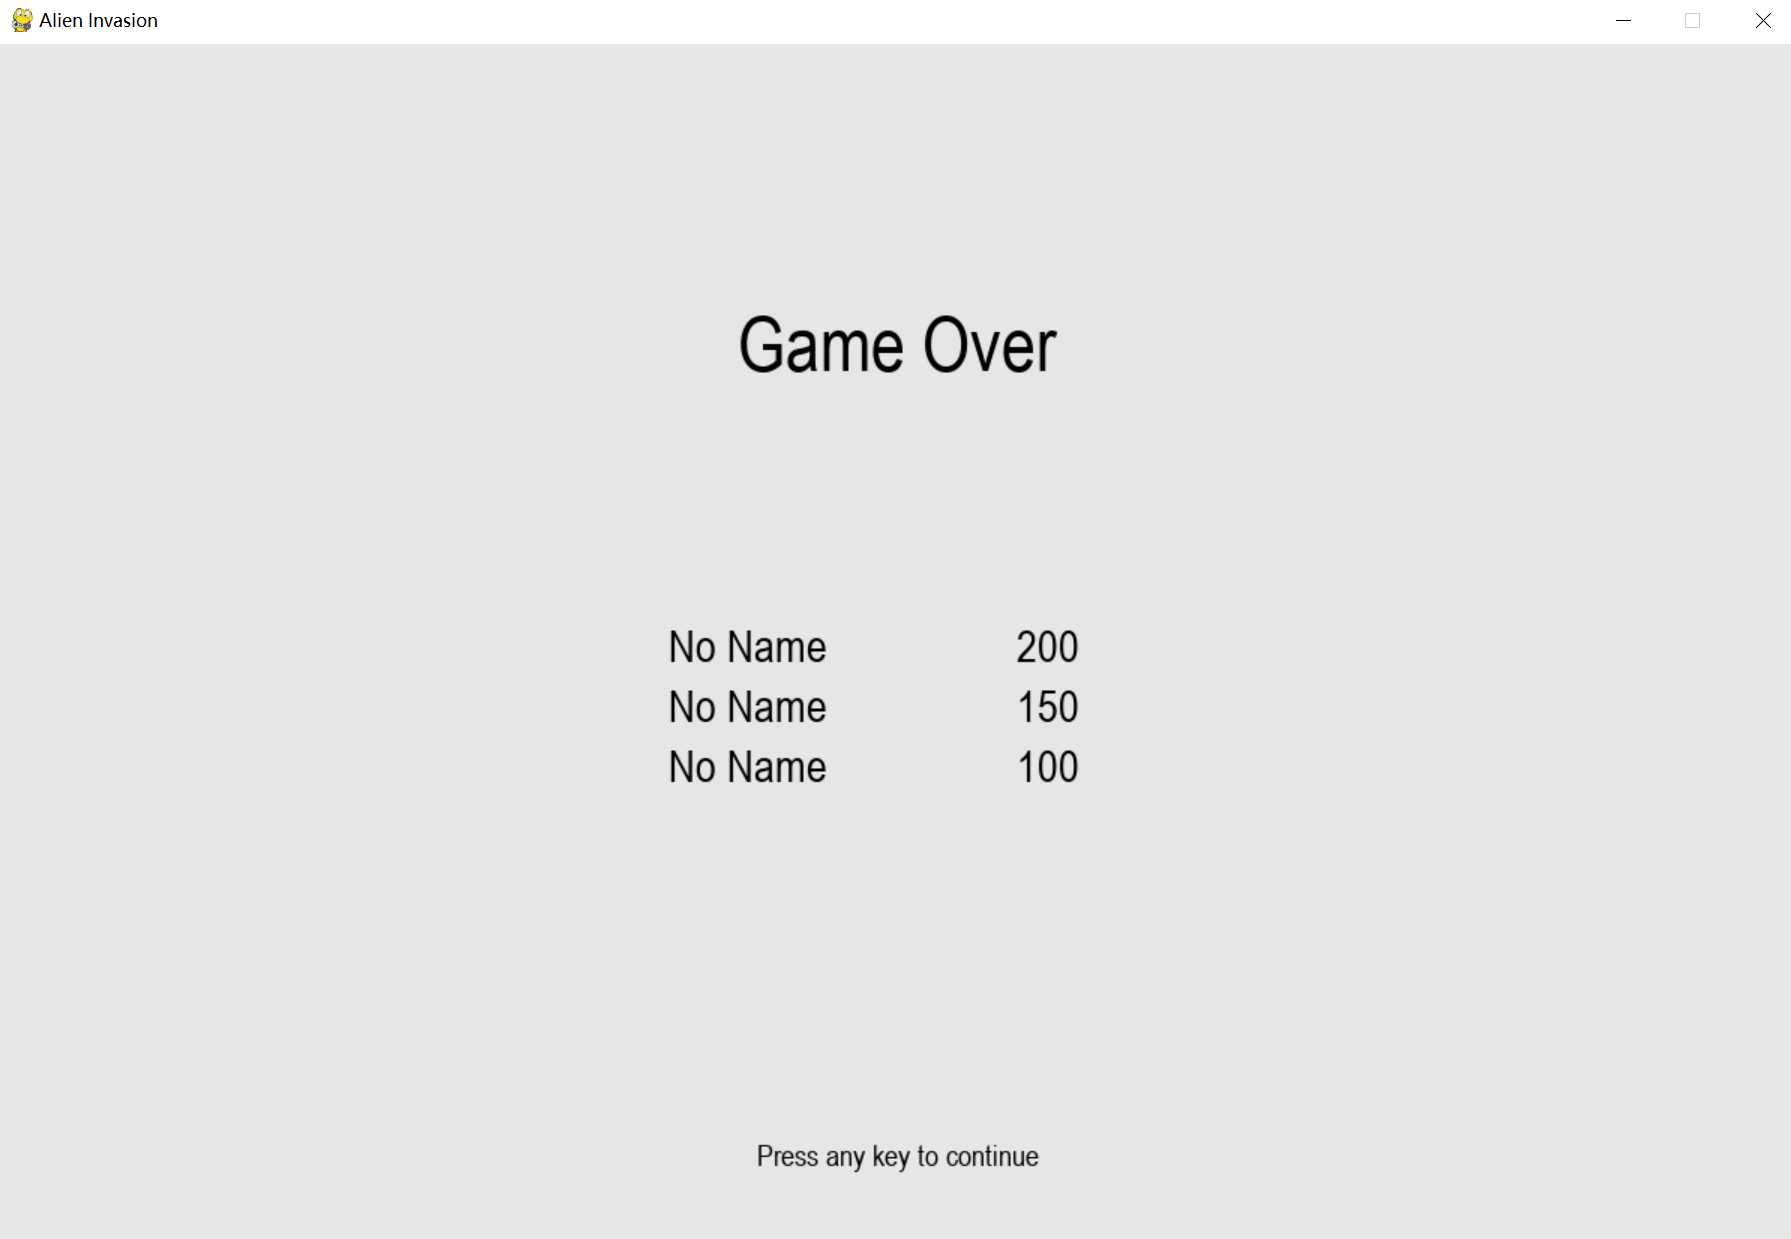 Alien Invasion
Game Over
No Name 200
No Name 150
No Name 100
Press any key to continue